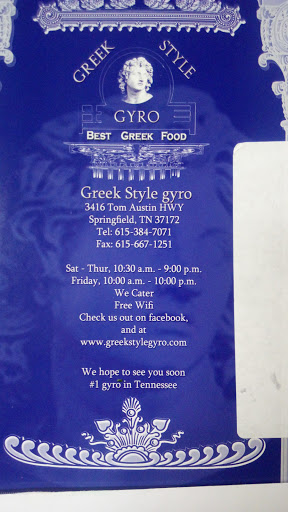 GREEK STYLE
GYRO
BEST GREEK FOOD
Greek Style gyro
3416 Tom Austin HWY
Springfield, TN 37172
Tel: 615-384-7071
Fax: 615-667-1251
Sat - Thur, 10:30 a.m. - 9:00 p.m.
Friday, 10:00 a.m. - 10:00 p.m.
We Cater
Free Wifi
Check us out on facebook,
and at
www.greekstylegyro.com
We hope to see you soon
#1 gyro in Tennessee